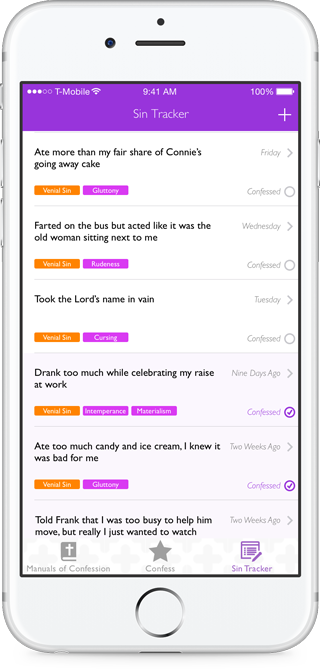 T-Mobile 9:41 AM 100%
Sin Tracker
Ate more than my fair share of Connie's Friday
going away cake
Venial Sin Gluttony Confessed
Farted on the bus but acted like it was the Wednesday
old woman sitting next to me
Venial Sin Rudeness Confessed
Took the Lord's name in vain Tuesday
Venial Sin Cursing Confessed
Drank too much while celebrating my raise Nine Days Ago
at work
Venial Sin Intemperance Materialism Confessed
Ate too much candy and ice cream, I knew it Two Weeks Ago
was bad for me
Venial Sin Gluttony Confessed
Told Frank that I was too busy to help him Two Weeks Ago
move, but really I just wanted to watch
Manuals of Confession Confess Sin Tracker